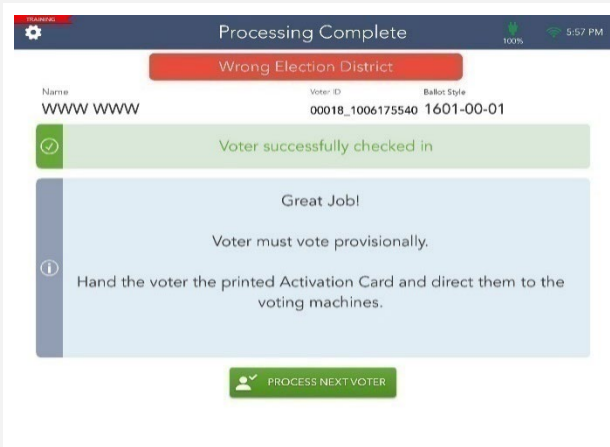 TRAINING
Processing Complete
100%
5:57 PM
Wrong Election District
Name
Voter ID
Ballot Style
WWW WWW
00018_1006175540
1601-00-01
Voter successfully checked in
Great Job!
Voter must vote provisionally.
Hand the voter the printed Activation Card and direct them to the
voting machines.
PROCESS NEXT VOTER